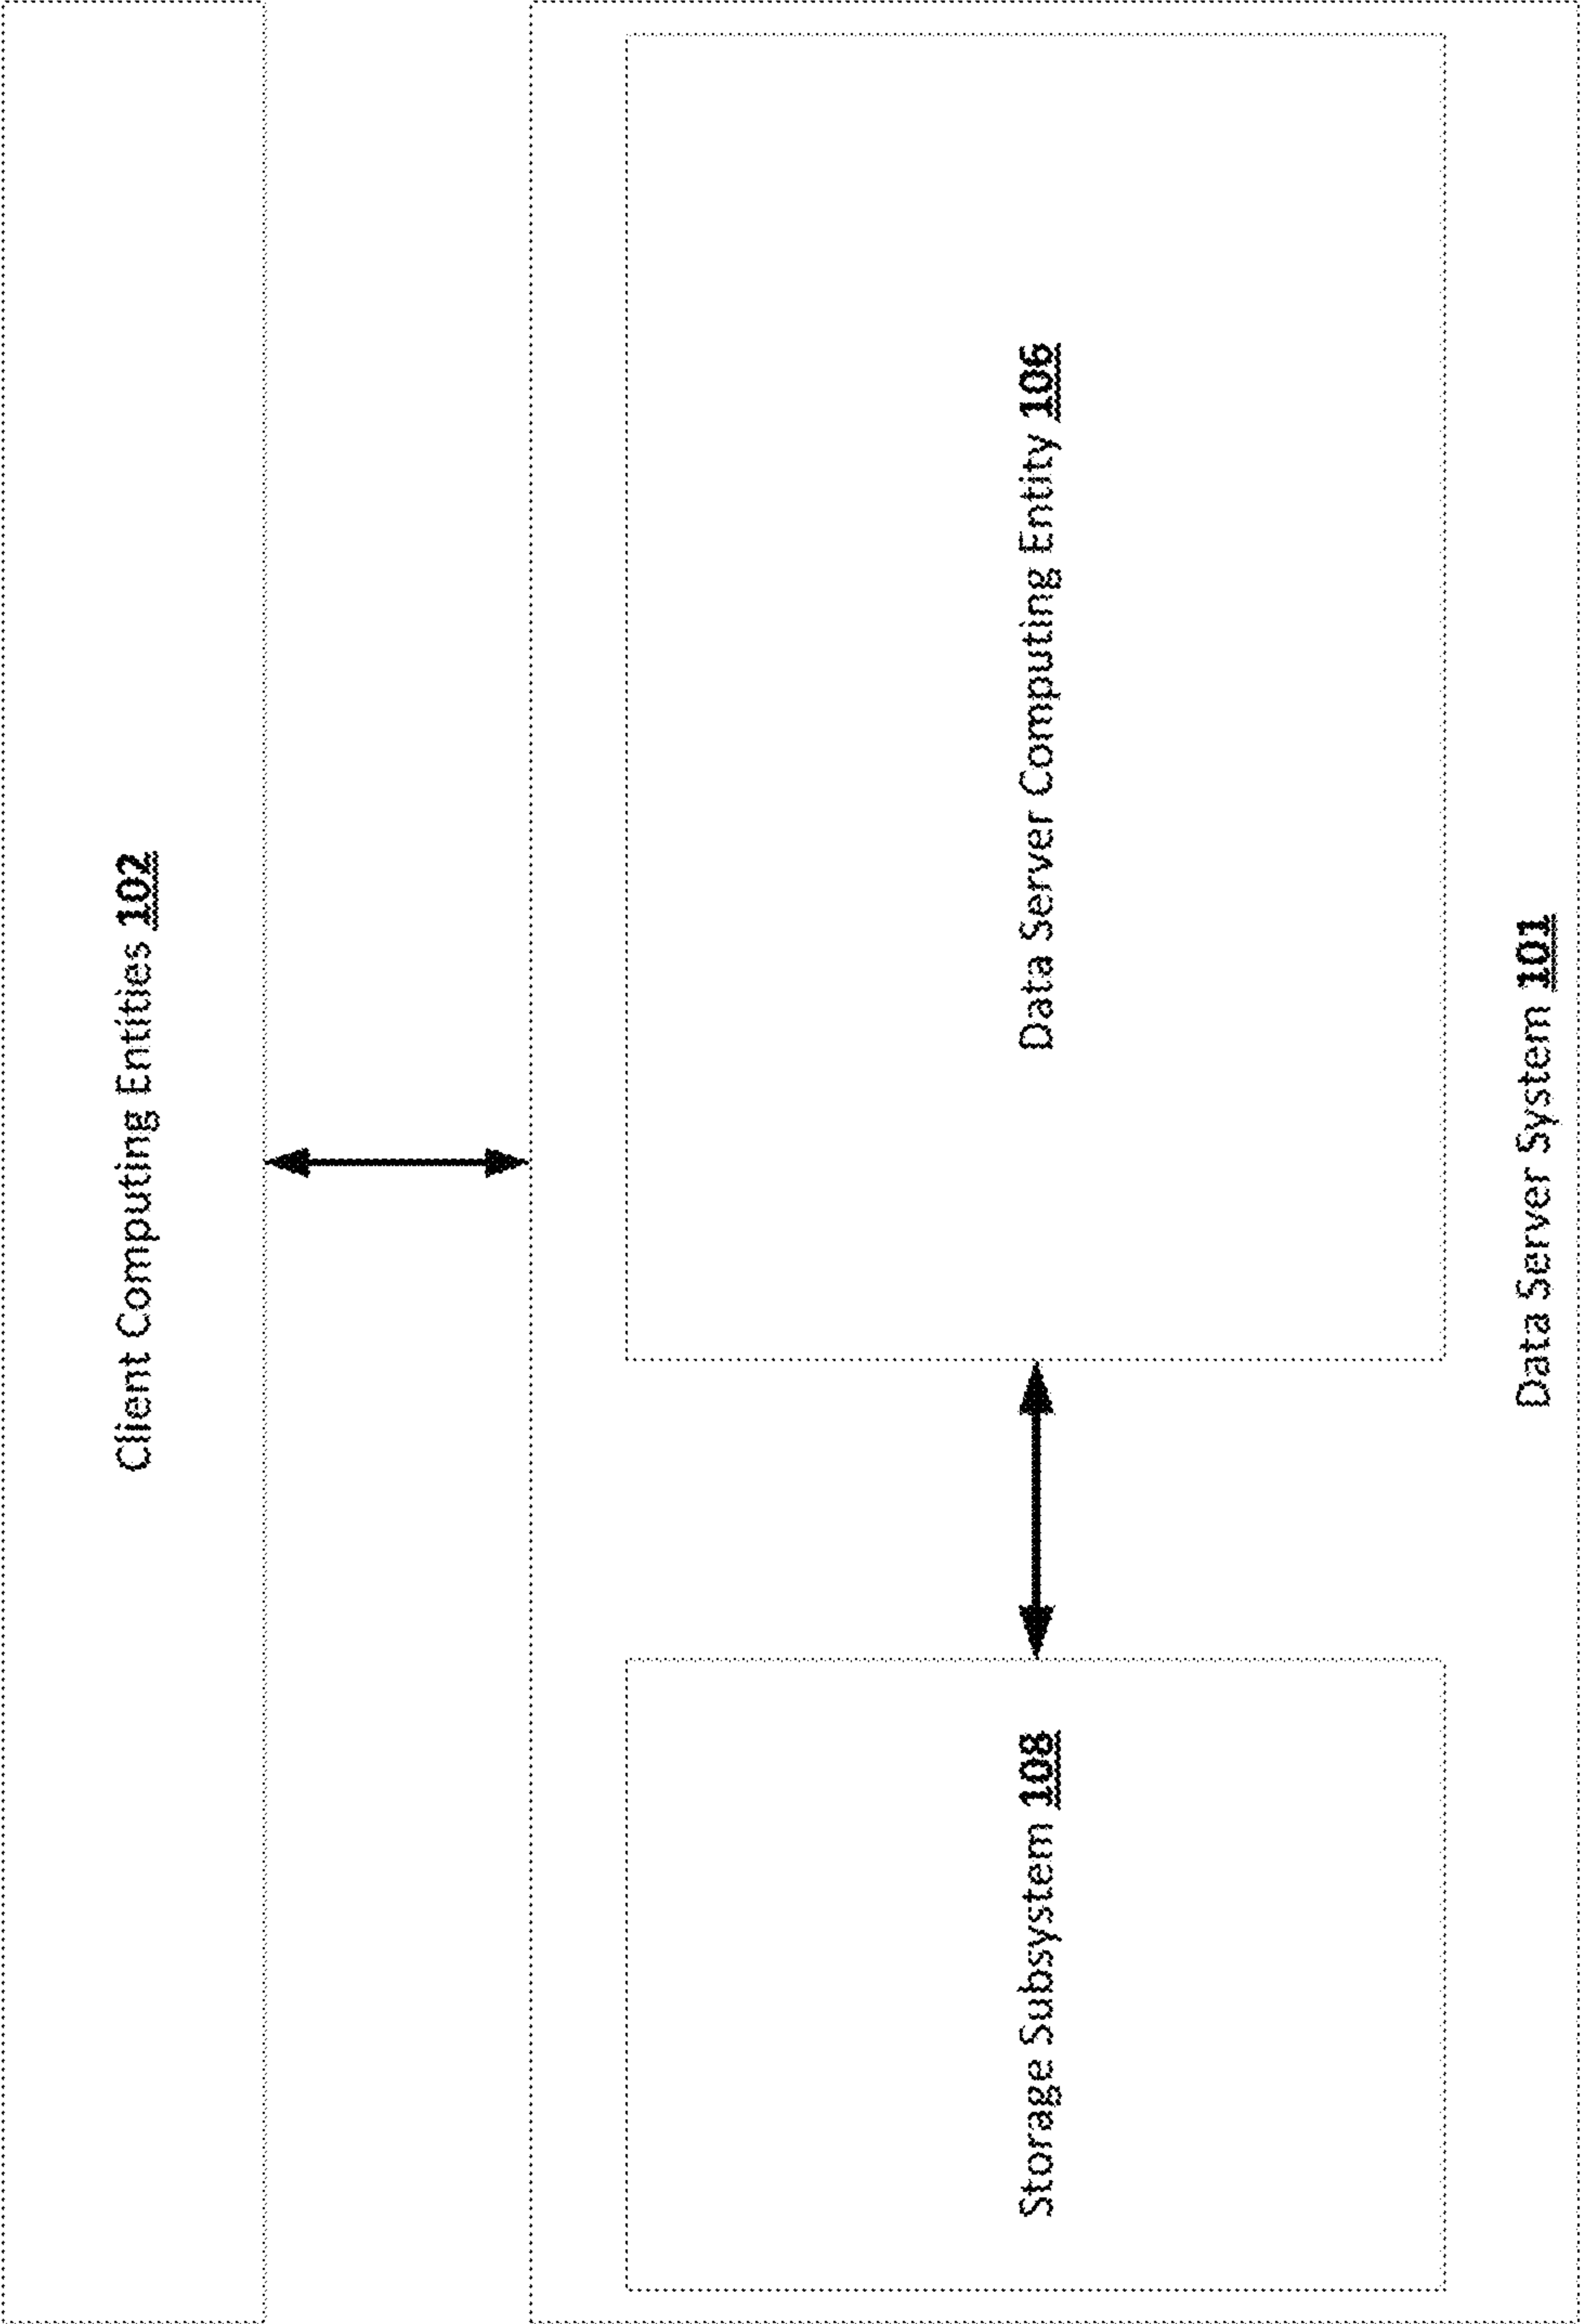 Client Computing Entities 102
Storage Subsystem 108
Data Server Computing Entity 106
Data Server System 101